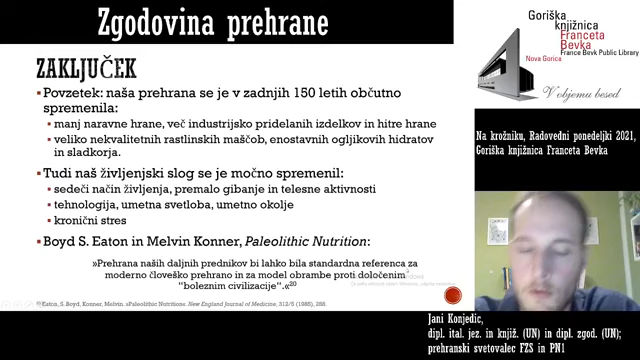 Zgodovina prehrane
ZAKLJUČEK
▪ Povzetek: naša prehrana se je v zadnjih 150 letih občutno
spremenila:
▪ manj naravne hrane, več industrijsko pridelanih izdelkov in hitre hrane
▪ veliko nekvalitetnih rastlinskih maščob, enostavnih ogljikovih hidratov
in sladkorja.
▪ Tudi naš življenjski slog se je močno spremenil:
▪ sedeči način življenja, premalo gibanje in telesne aktivnosti
▪ tehnologija, umetna svetloba, umetno okolje
▪ kronični stres
▪ Boyd S. Eaton in Melvin Konner, Paleolithic Nutrition:
»Prehrana naših daljnih prednikov bi lahko bila standardna referenca za
moderno človeško prehrano in za model obrambe proti določenim
"boleznim civilizacije".«20
Eaton, S. Boyd, Konner, Melvin. »Paleolithic Nutrition«. New England Journal of Medicine, 312/5 (1985), 288.
Goriška
knjižnica
Franceta
Bevka
France Bevk Public Library
Nova Gorica
V objemu besed
Na krožniku, Radovedni ponedeljki 2021,
Goriška knjižnica Franceta Bevka
Jani Konjedic,
dipl. ital. jez. in knjiž. (UN) in dipl. zgod. (UN);
prehranski svetovalec FZS in PN1